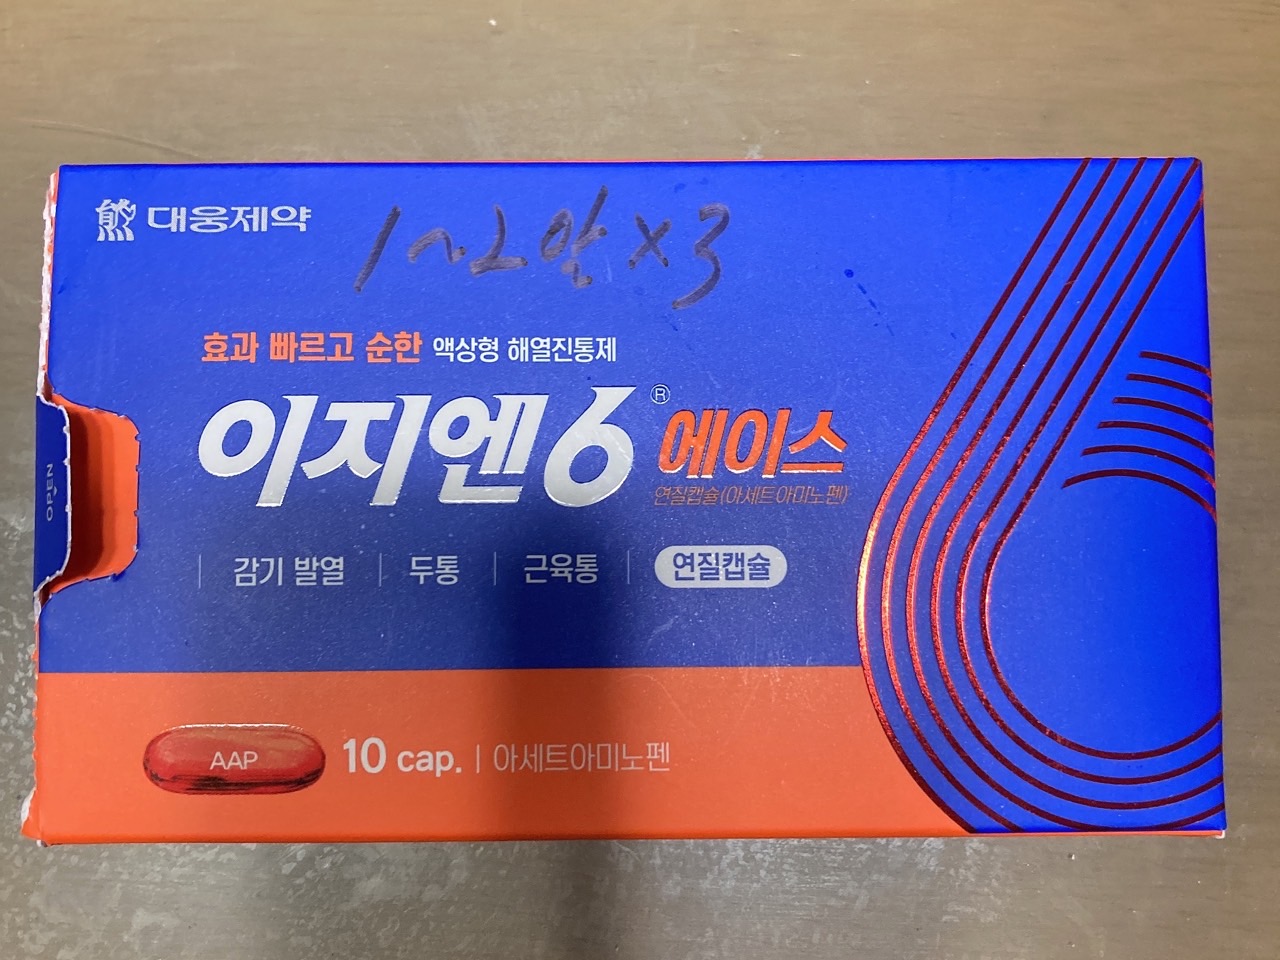 대웅제약
1~2알 x 3
효과 빠르고 순한 액상형 해열진통제
이지엔6® 에이스
연질캡슐(아세트아미노펜)
OPEN
감기 발열 | 두통 | 근육통 | 연질캡슐
AAP 10 cap. | 아세트아미노펜